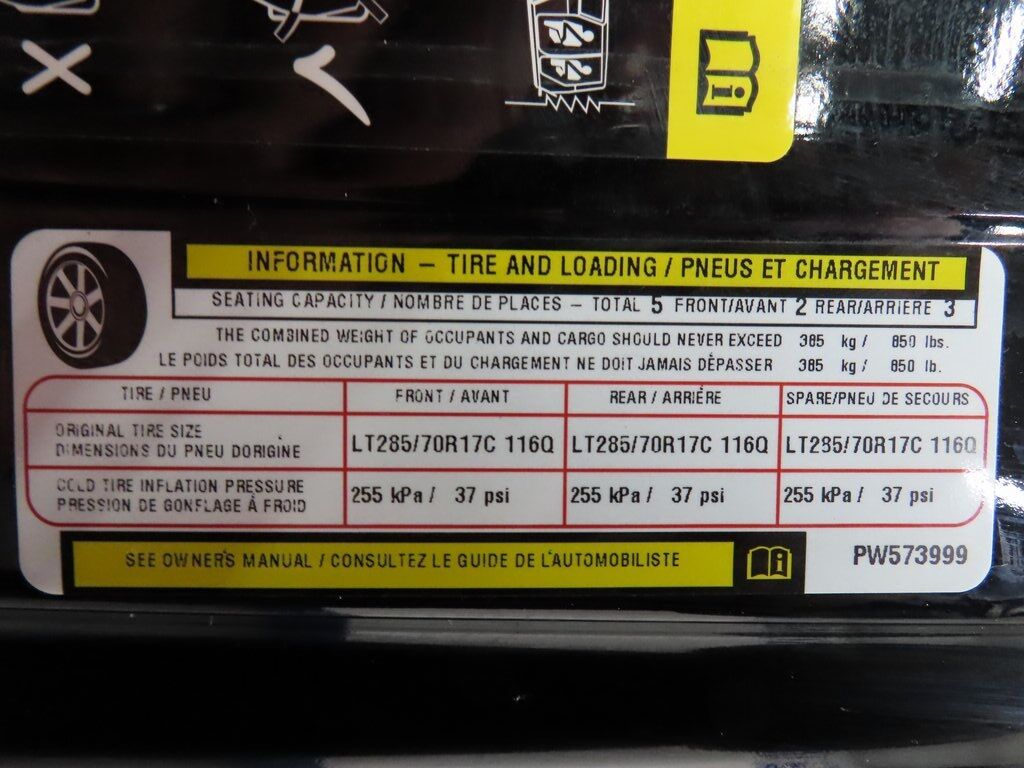 INFORMATION – TIRE AND LOADING / PNEUS ET CHARGEMENT
SEATING CAPACITY / NOMBRE DE PLACES – TOTAL 5 FRONT/AVANT 2 REAR/ARRIÈRE 3
THE COMBINED WEIGHT OF OCCUPANTS AND CARGO SHOULD NEVER EXCEED 385 kg / 850 lbs.
LE POIDS TOTAL DES OCCUPANTS ET DU CHARGEMENT NE DOIT JAMAIS DÉPASSER 385 kg / 850 lb.
TIRE / PNEU FRONT / AVANT REAR / ARRIÈRE SPARE/PNEU DE SECOURS
ORIGINAL TIRE SIZE
DIMENSIONS DU PNEU DORIGINE
LT285/70R17C 116Q LT285/70R17C 116Q LT285/70R17C 116Q
COLD TIRE INFLATION PRESSURE
PRESSION DE GONFLAGE À FROID
255 kPa / 37 psi 255 kPa / 37 psi 255 kPa / 37 psi
SEE OWNER'S MANUAL / CONSULTEZ LE GUIDE DE L'AUTOMOBILISTE
PW573999